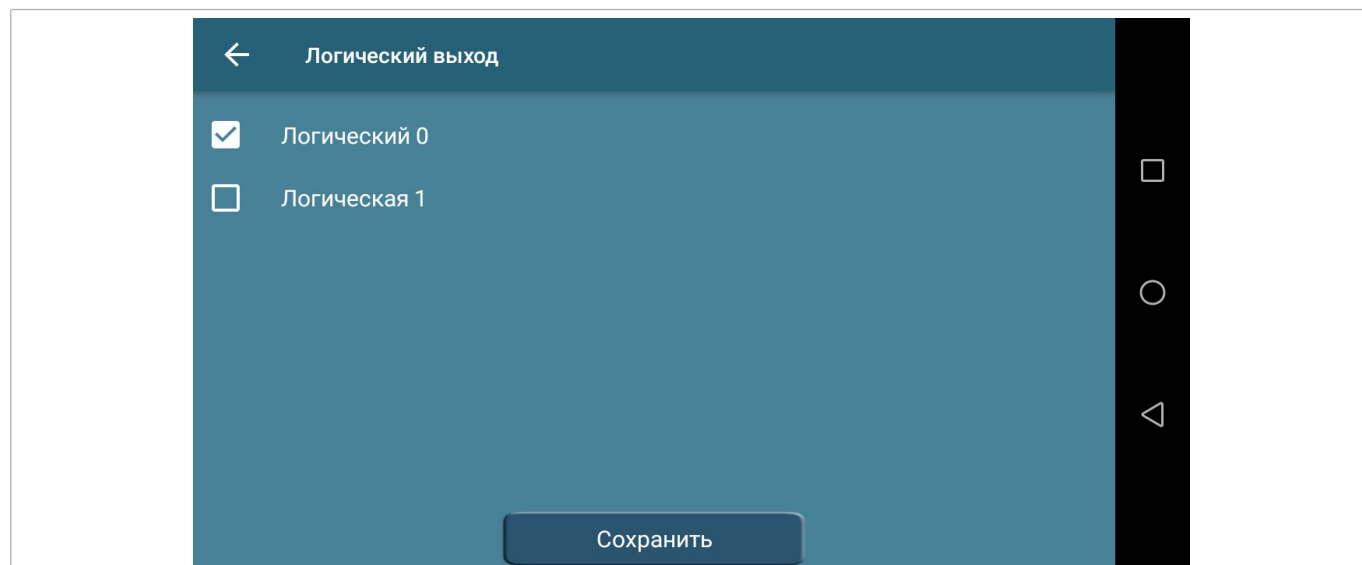 Логический выход
Логический 0
Логическая 1
Сохранить